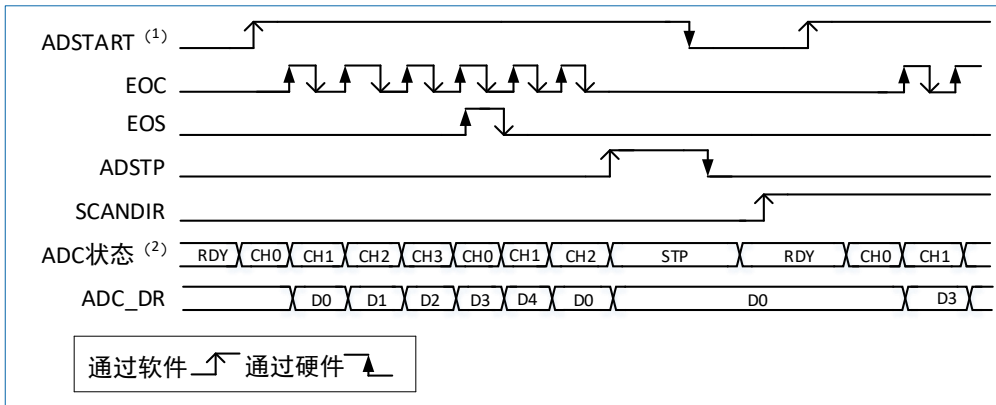 ADSTART (1)
EOC
EOS
ADSTP
SCANDIR
ADC状态 (2) RDY CH0 CH1 CH2 CH3 CH0 CH1 CH2 STP RDY CH0 CH1
ADC_DR D0 D1 D2 D3 D4 D0 D0 D3
通过软件 通过硬件